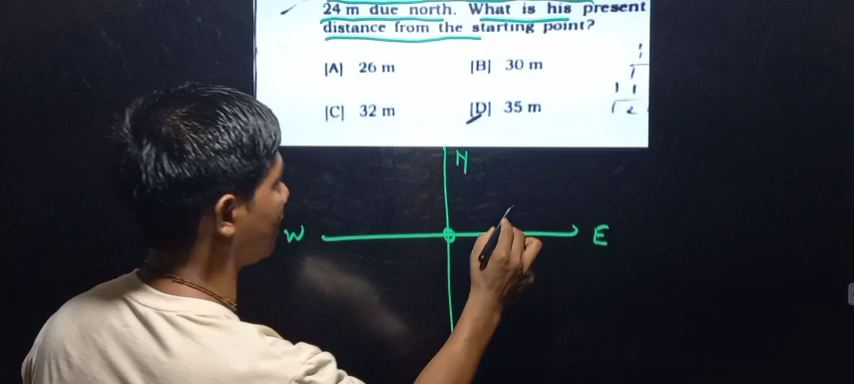 24 m due north. What is his present
distance from the starting point?
[A] 26 m [B] 30 m
[C] 32 m [D] 35 m
N
W E